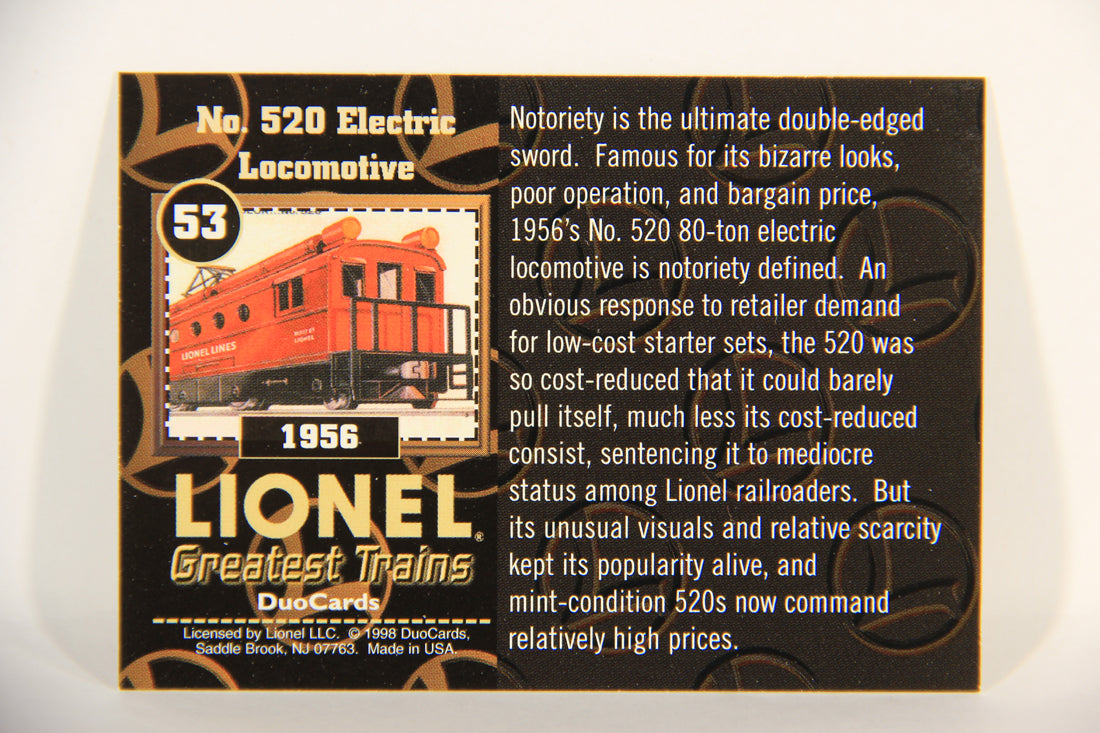 No. 520 Electric
Locomotive
53
LIONEL LINES
BUILT BY
LIONEL
1956
LIONEL®
Greatest Trains
DuoCards
Licensed by Lionel LLC. © 1998 DuoCards,
Saddle Brook, NJ 07763. Made in USA.
Notoriety is the ultimate double-edged
sword. Famous for its bizarre looks,
poor operation, and bargain price,
1956's No. 520 80-ton electric
locomotive is notoriety defined. An
obvious response to retailer demand
for low-cost starter sets, the 520 was
so cost-reduced that it could barely
pull itself, much less its cost-reduced
consist, sentencing it to mediocre
status among Lionel railroaders. But
its unusual visuals and relative scarcity
kept its popularity alive, and
mint-condition 520s now command
relatively high prices.